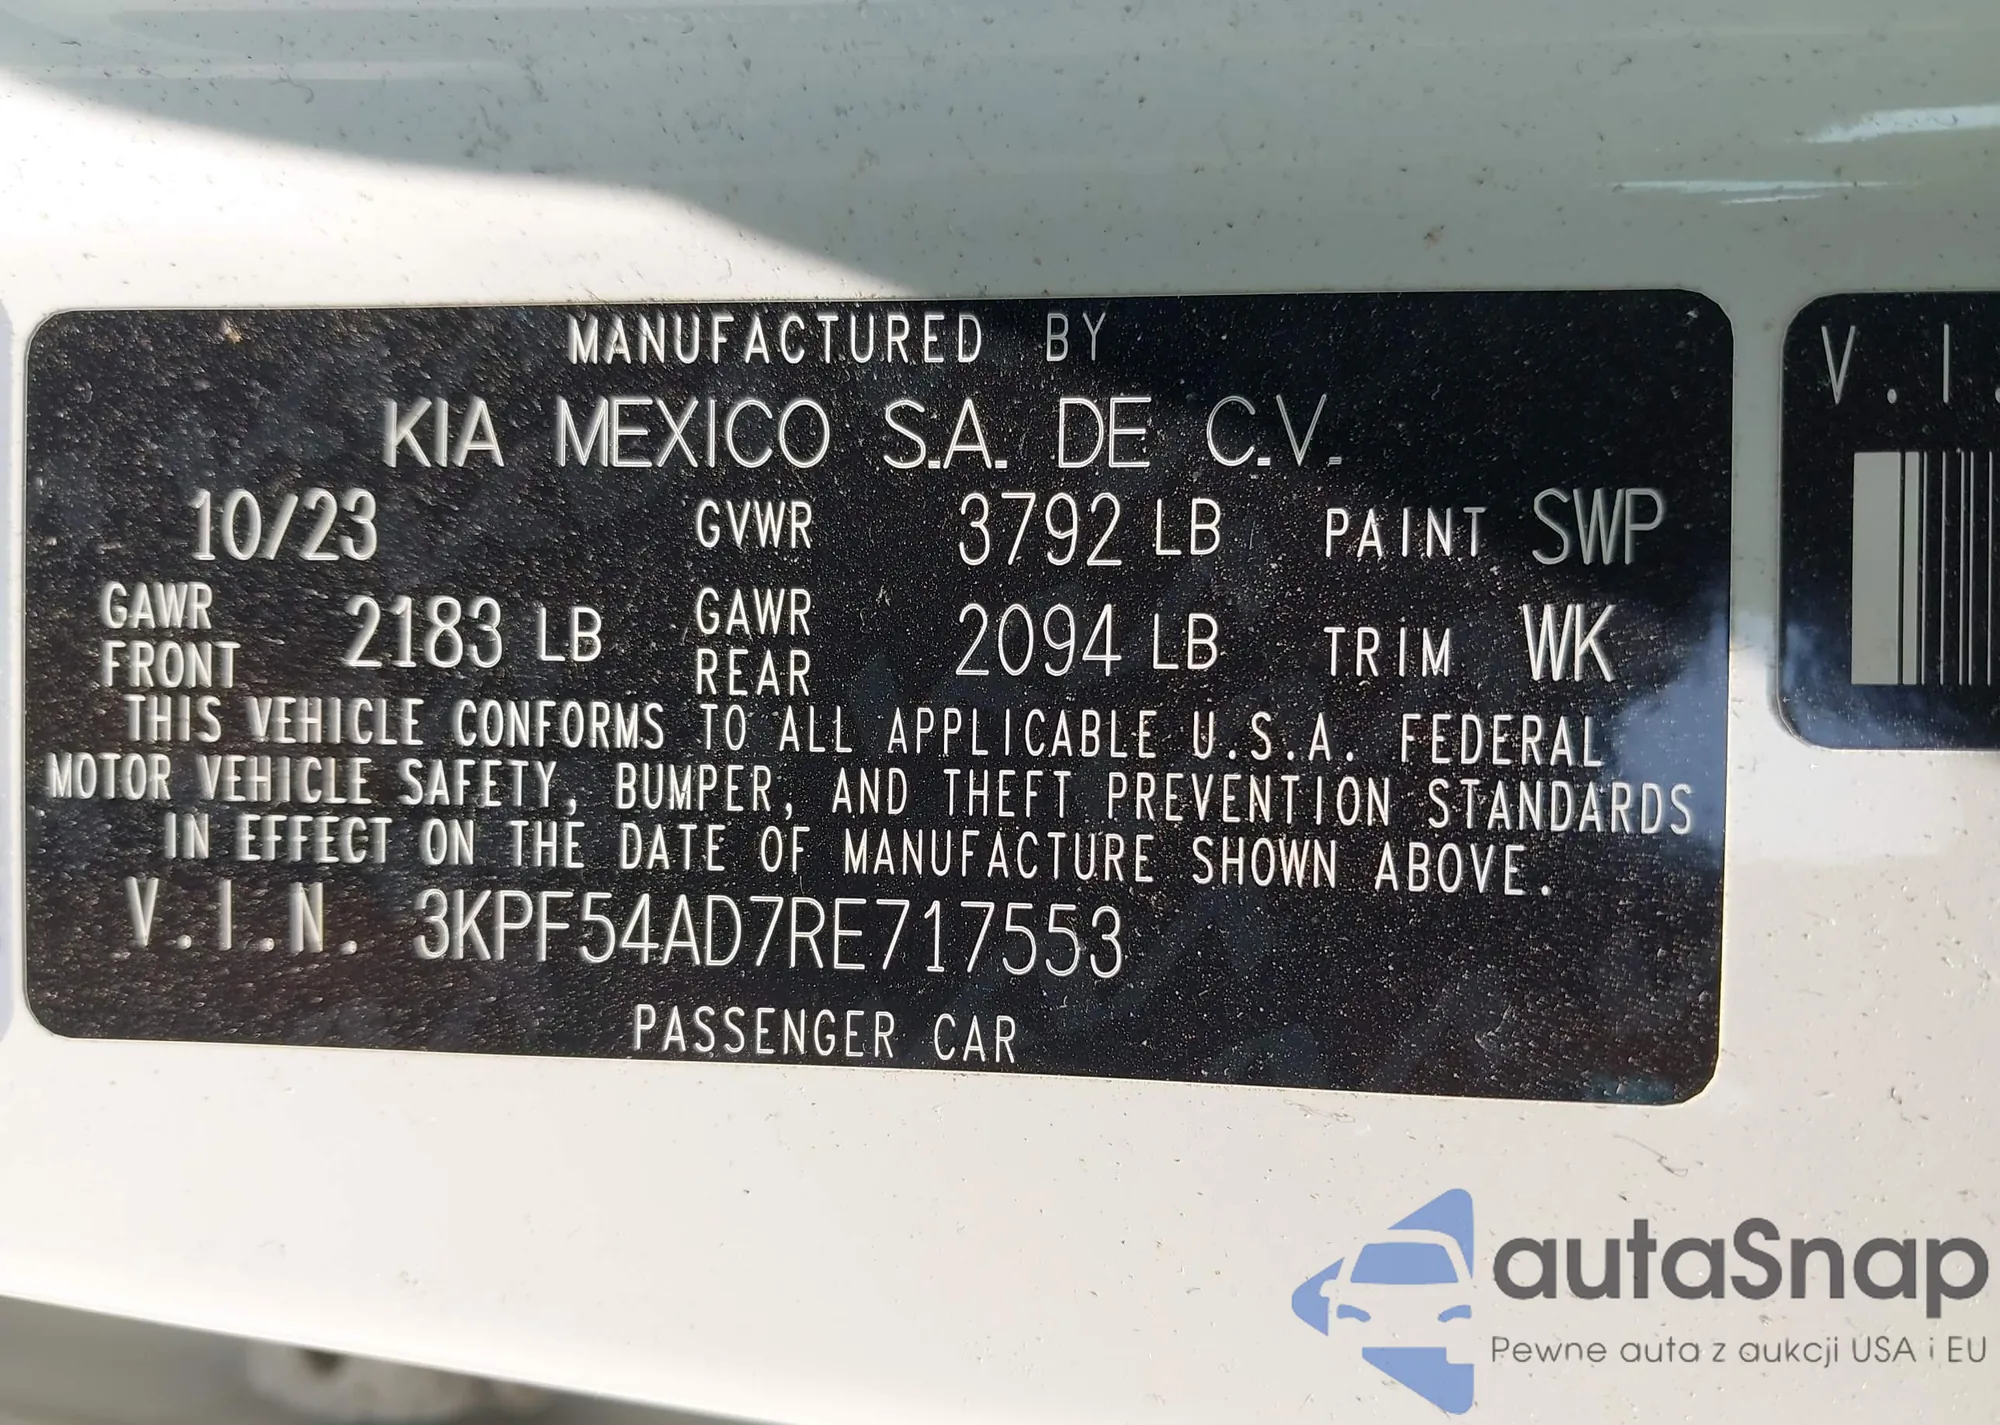 MANUFACTURED BY
KIA MEXICO S.A. DE C.V.
10/23 GVWR 3792 LB PAINT SWP
GAWR FRONT 2183 LB GAWR REAR 2094 LB TRIM WK
THIS VEHICLE CONFORMS TO ALL APPLICABLE U.S.A. FEDERAL
MOTOR VEHICLE SAFETY, BUMPER, AND THEFT PREVENTION STANDARDS
IN EFFECT ON THE DATE OF MANUFACTURE SHOWN ABOVE.
V.I.N. 3KPF54AD7RE717553
PASSENGER CAR
V.I.
autaSnap
Pewne auta z aukcji USA i EU